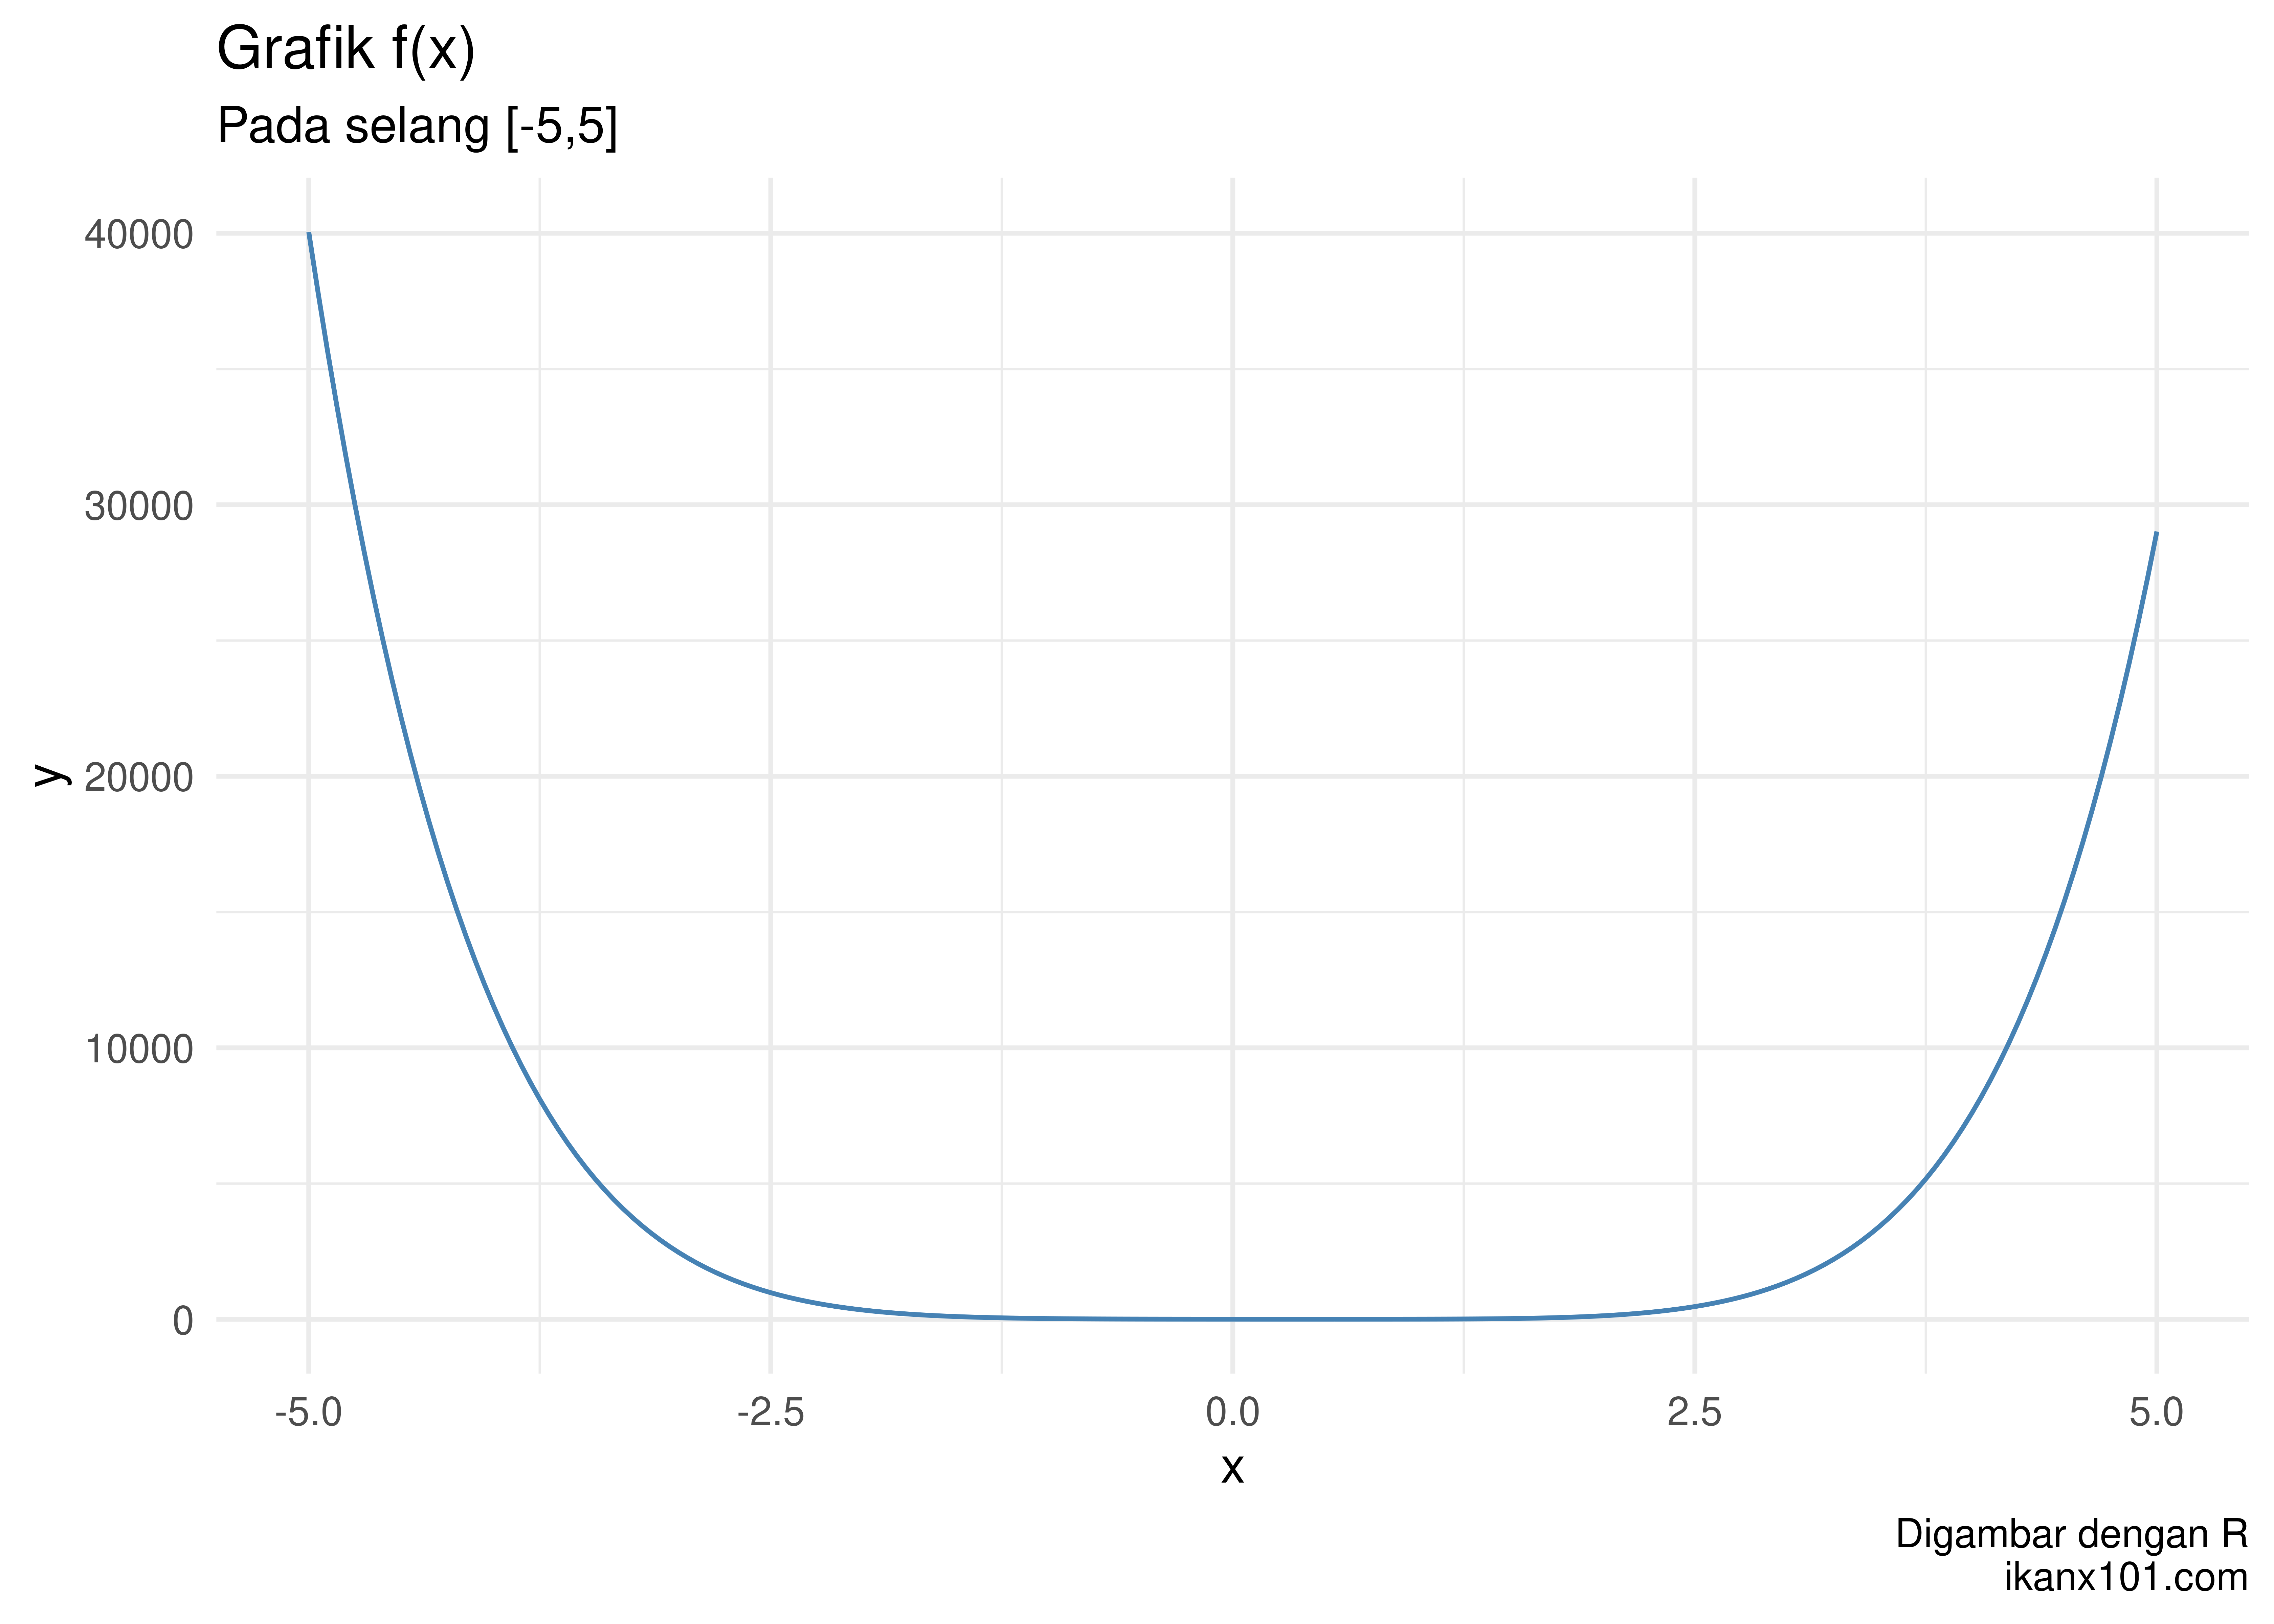 Grafik f(x)
Pada selang [-5,5]
40000
30000
20000
10000
0
y
-5.0 -2.5 0.0 2.5 5.0
x
Digambar dengan R
ikanx101.com